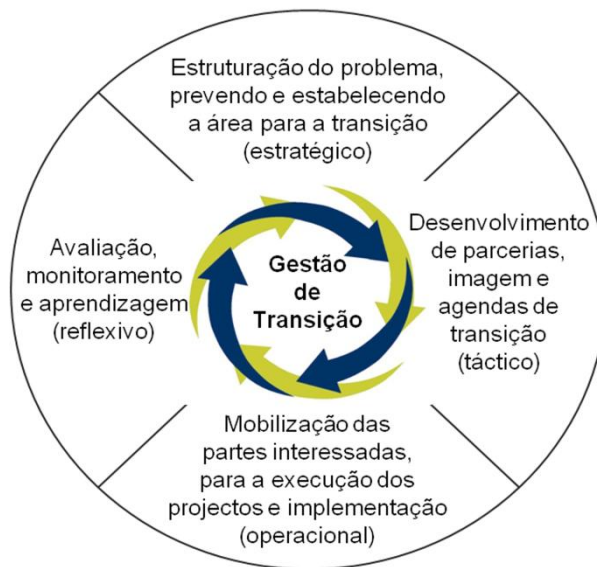 Estruturação do problema,
prevendo e estabelecendo
a área para a transição
(estratégico)
Desenvolvimento
de parcerias,
imagem e
agendas de
transição
(táctico)
Avaliação,
monitoramento
e aprendizagem
(reflexivo)
Gestão
de
Transição
Mobilização das
partes interessadas,
para a execução dos
projectos e implementação
(operacional)